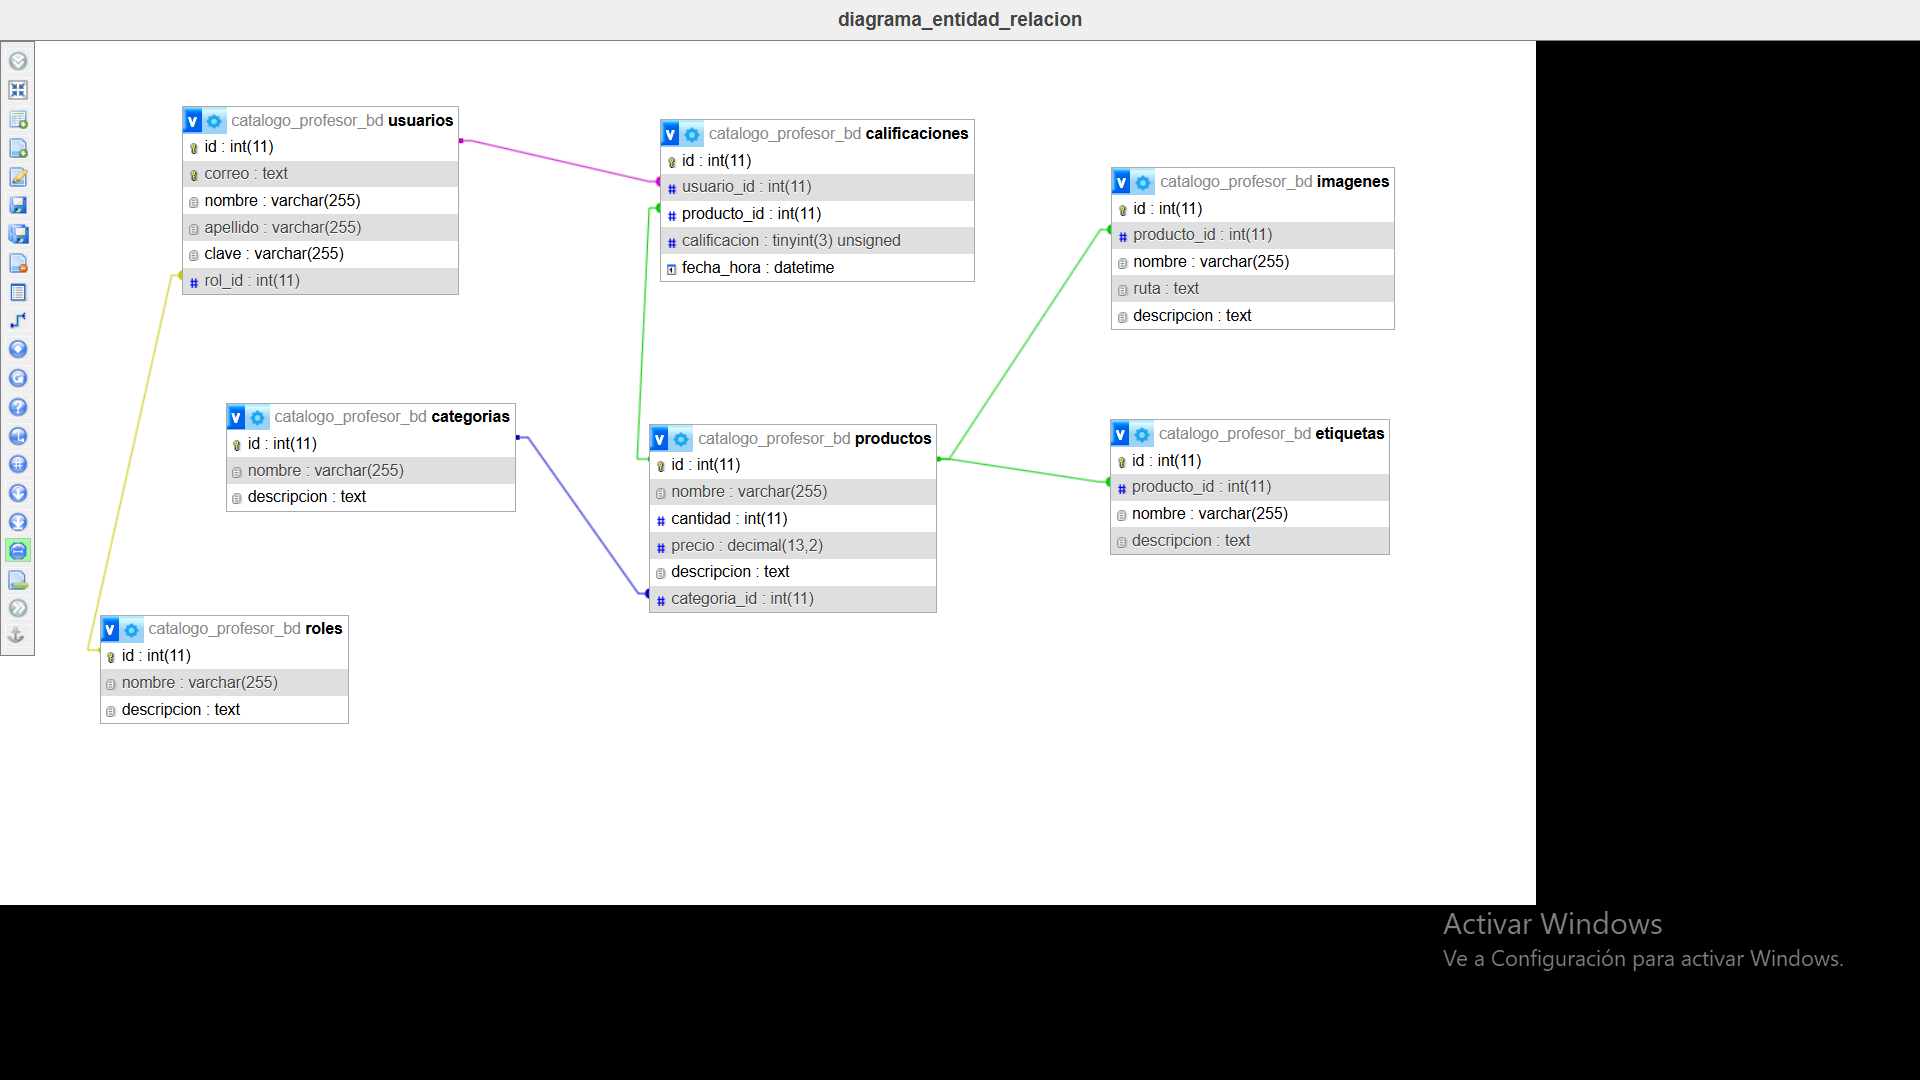 diagrama_entidad_relacion
v catalogo_profesor_bd usuarios
id : int(11)
correo : text
nombre : varchar(255)
apellido : varchar(255)
clave : varchar(255)
# rol_id : int(11)
v catalogo_profesor_bd calificaciones
id : int(11)
# usuario_id : int(11)
# producto_id : int(11)
# calificacion : tinyint(3) unsigned
fecha_hora : datetime
v catalogo_profesor_bd imagenes
id : int(11)
# producto_id : int(11)
nombre : varchar(255)
ruta : text
descripcion : text
v catalogo_profesor_bd categorias
id : int(11)
nombre : varchar(255)
descripcion : text
v catalogo_profesor_bd productos
id : int(11)
nombre : varchar(255)
# cantidad : int(11)
# precio : decimal(13,2)
descripcion : text
# categoria_id : int(11)
v catalogo_profesor_bd etiquetas
id : int(11)
# producto_id : int(11)
nombre : varchar(255)
descripcion : text
v catalogo_profesor_bd roles
id : int(11)
nombre : varchar(255)
descripcion : text
Activar Windows
Ve a Configuración para activar Windows.